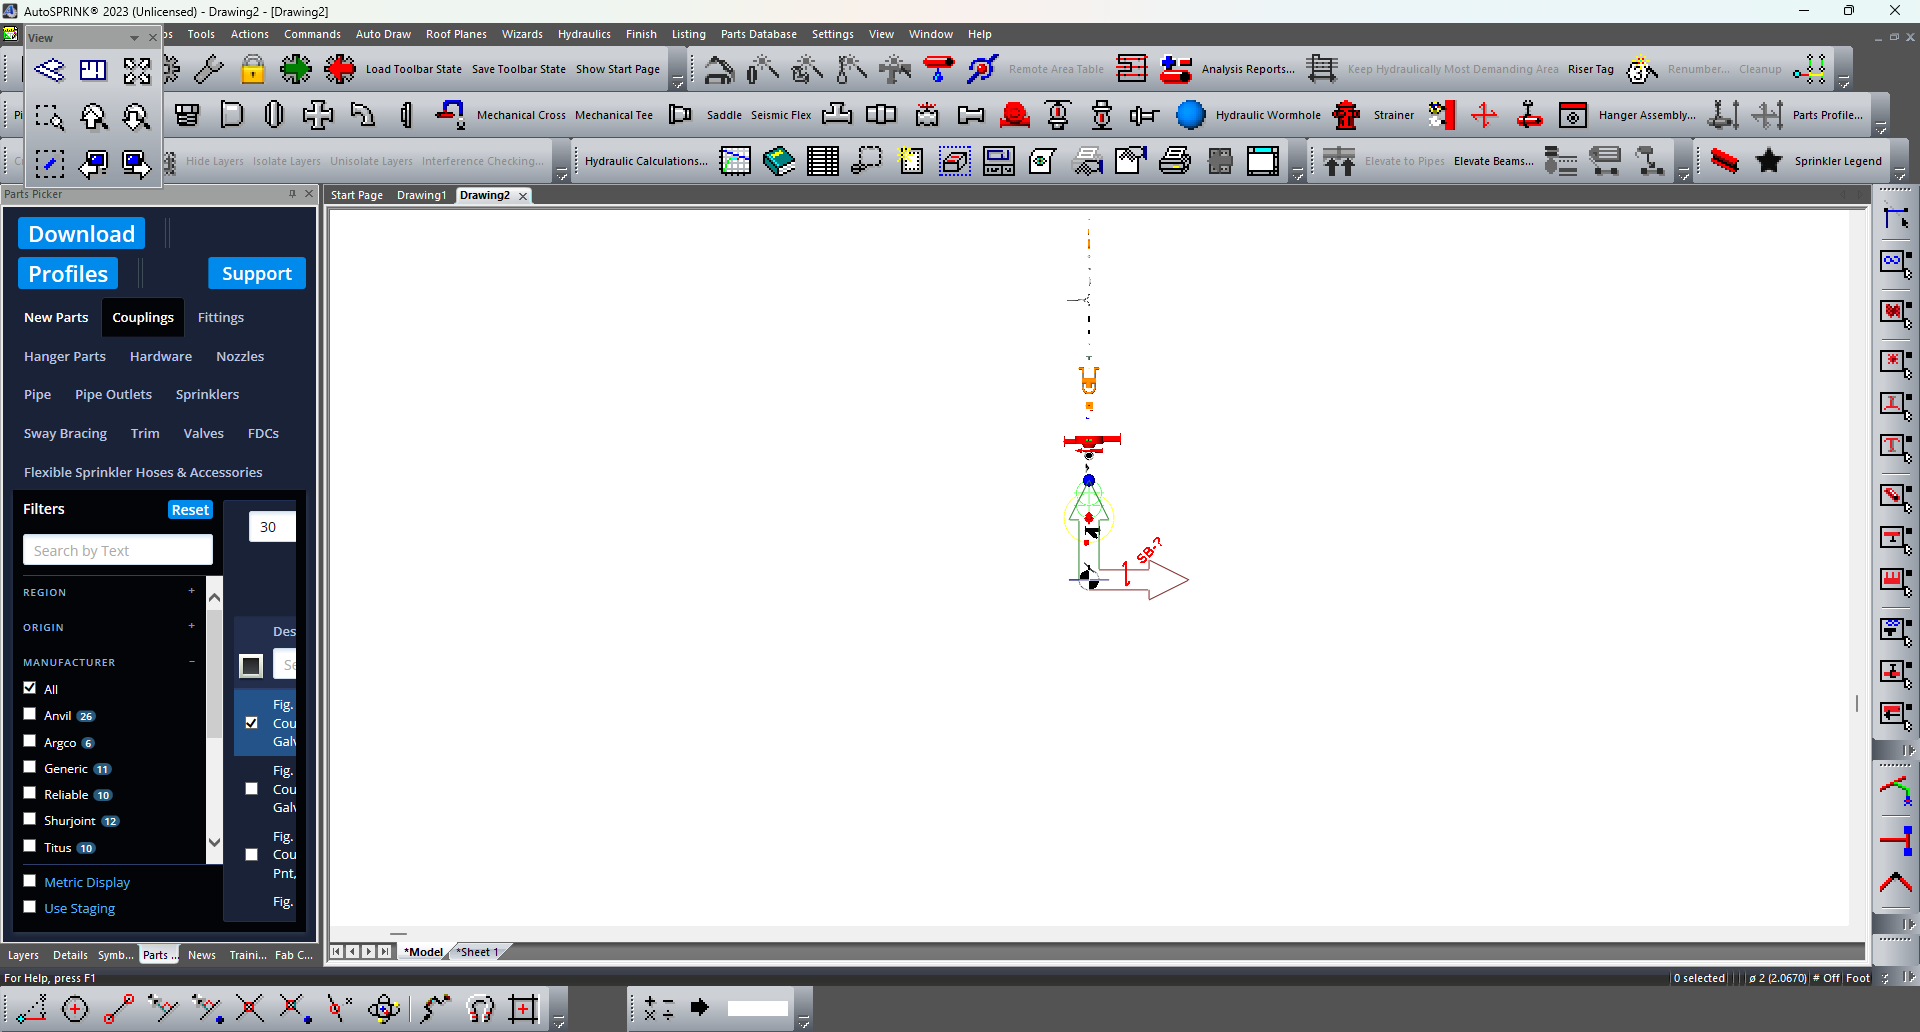 AutoSPRINK® 2023 (Unlicensed) - Drawing2 - [Drawing2]
View
Tools Actions Commands Auto Draw Roof Planes Wizards Hydraulics Finish Listing Parts Database Settings View Window Help
Load Toolbar State Save Toolbar State Show Start Page
Remote Area Table
Analysis Reports...
Keep Hydraulically Most Demanding Area
Riser Tag
Renumber... Cleanup
Mechanical Cross Mechanical Tee
Saddle Seismic Flex
Hydraulic Wormhole
Strainer
Hanger Assembly...
Parts Profile...
Hide Layers Isolate Layers Unisolate Layers Interference Checking...
Hydraulic Calculations...
Elevate to Pipes Elevate Beams...
Sprinkler Legend
Parts Picker
Start Page Drawing1 Drawing2
Download
Profiles Support
New Parts Couplings Fittings
Hanger Parts Hardware Nozzles
Pipe Pipe Outlets Sprinklers
Sway Bracing Trim Valves FDCs
Flexible Sprinkler Hoses & Accessories
Filters Reset
30
Search by Text
REGION +
ORIGIN +
MANUFACTURER −
All
Anvil 26
Argco 6
Generic 11
Reliable 10
Shurjoint 12
Titus 10
Metric Display
Use Staging
Des
Se
Fig.
Cou
Galv
Fig.
Cou
Galv
Fig.
Cou
Pnt,
Fig.
SB-?
Layers Details Symb... Parts ... News Traini... Fab C...
*Model *Sheet 1
For Help, press F1
0 selected ø 2 (2.0670) # Off Foot